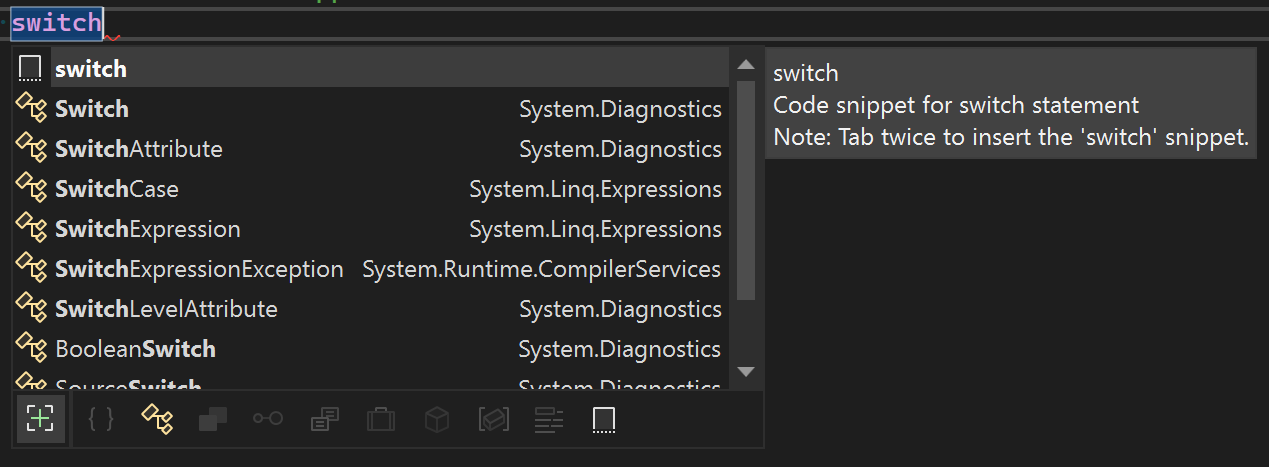 switch
switch
Switch System.Diagnostics
SwitchAttribute System.Diagnostics
SwitchCase System.Linq.Expressions
SwitchExpression System.Linq.Expressions
SwitchExpressionException System.Runtime.CompilerServices
SwitchLevelAttribute System.Diagnostics
BooleanSwitch System.Diagnostics
SourceSwitch System.Diagnostics
switch
Code snippet for switch statement
Note: Tab twice to insert the 'switch' snippet.